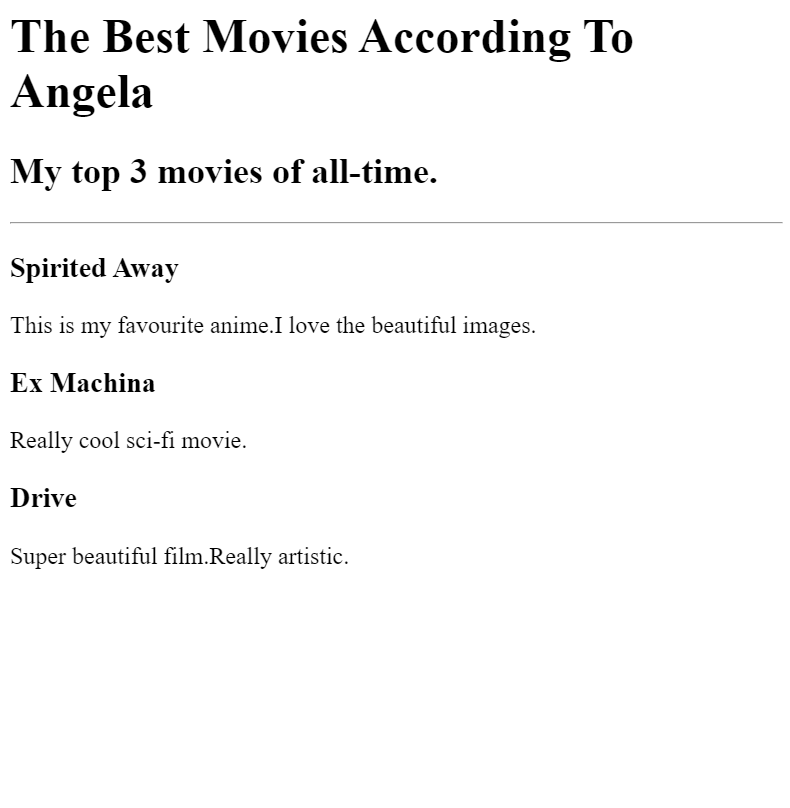 The Best Movies According To
Angela
My top 3 movies of all-time.
Spirited Away
This is my favourite anime.I love the beautiful images.
Ex Machina
Really cool sci-fi movie.
Drive
Super beautiful film.Really artistic.